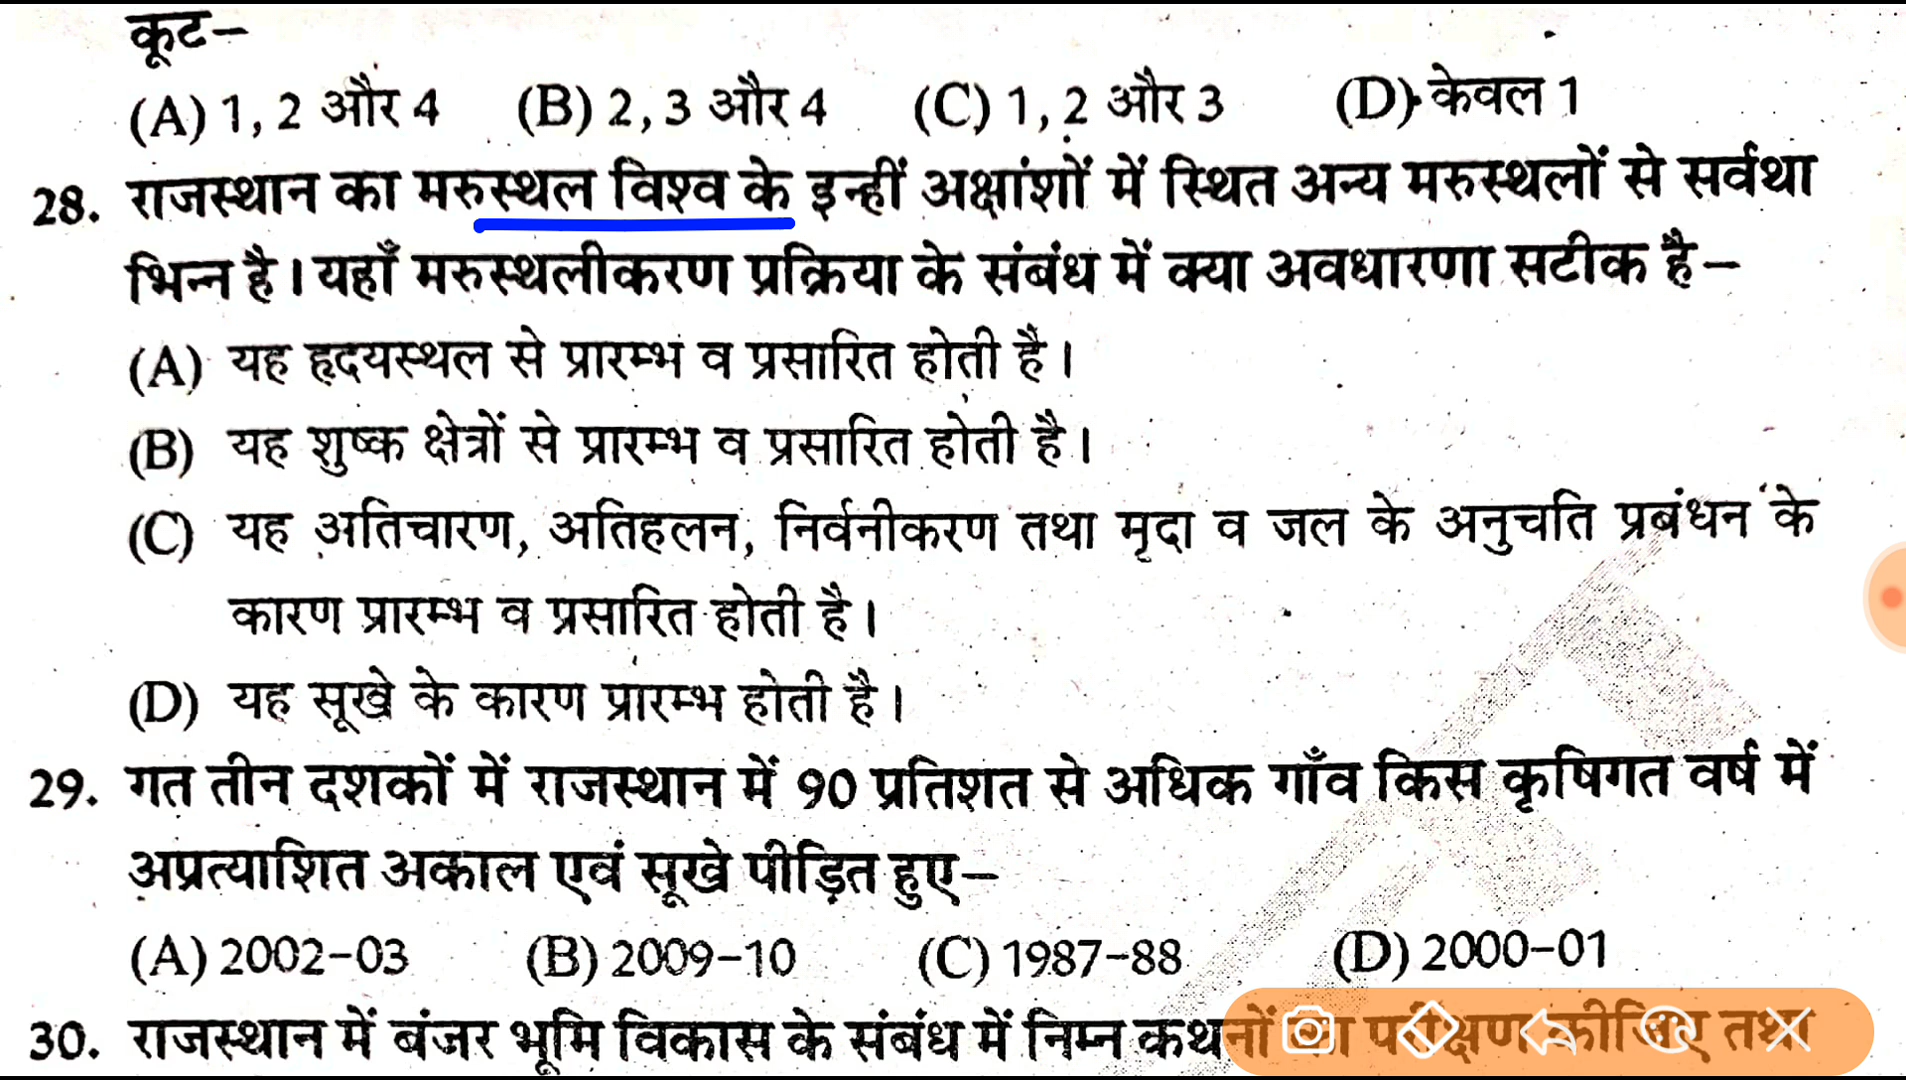 कूट–
(A) 1, 2 और 4 (B) 2, 3 और 4 (C) 1, 2 और 3 (D) केवल 1
28. राजस्थान का मरुस्थल विश्व के इन्हीं अक्षांशों में स्थित अन्य मरुस्थलों से सर्वथा
भिन्न है। यहाँ मरुस्थलीकरण प्रक्रिया के संबंध में क्या अवधारणा सटीक है–
(A) यह हृदयस्थल से प्रारम्भ व प्रसारित होती है।
(B) यह शुष्क क्षेत्रों से प्रारम्भ व प्रसारित होती है।
(C) यह अतिचारण, अतिहलन, निर्वनीकरण तथा मृदा व जल के अनुचति प्रबंधन के
कारण प्रारम्भ व प्रसारित होती है।
(D) यह सूखे के कारण प्रारम्भ होती है।
29. गत तीन दशकों में राजस्थान में 90 प्रतिशत से अधिक गाँव किस कृषिगत वर्ष में
अप्रत्याशित अकाल एवं सूखे पीड़ित हुए–
(A) 2002-03 (B) 2009-10 (C) 1987-88 (D) 2000-01
30. राजस्थान में बंजर भूमि विकास के संबंध में निम्न कथनों का परीक्षण कीजिए तथा